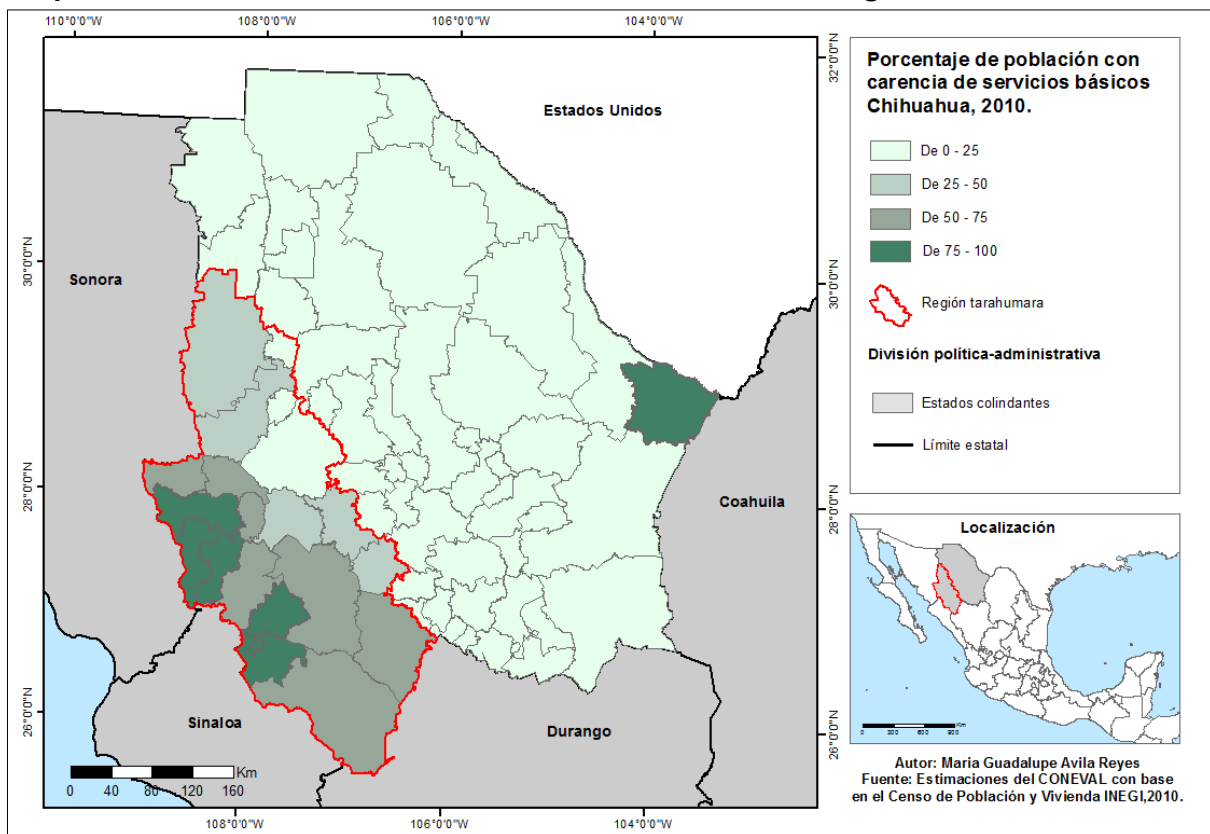 110°0'0"W
108°0'0"W
106°0'0"W
104°0'0"W
32°0'0"N
30°0'0"N
28°0'0"N
26°0'0"N
Estados Unidos
Sonora
30°0'0"N
28°0'0"N
26°0'0"N
Coahuila
Sinaloa
Durango
Km
0 40 80 120 160
108°0'0"W
106°0'0"W
104°0'0"W
Porcentaje de población con
carencia de servicios básicos
Chihuahua, 2010.
De 0 - 25
De 25 - 50
De 50 - 75
De 75 - 100
Región tarahumara
División política-administrativa
Estados colindantes
Límite estatal
Localización
Km
0 300 600 900
Autor: Maria Guadalupe Avila Reyes
Fuente: Estimaciones del CONEVAL con base
en el Censo de Población y Vivienda INEGI,2010.